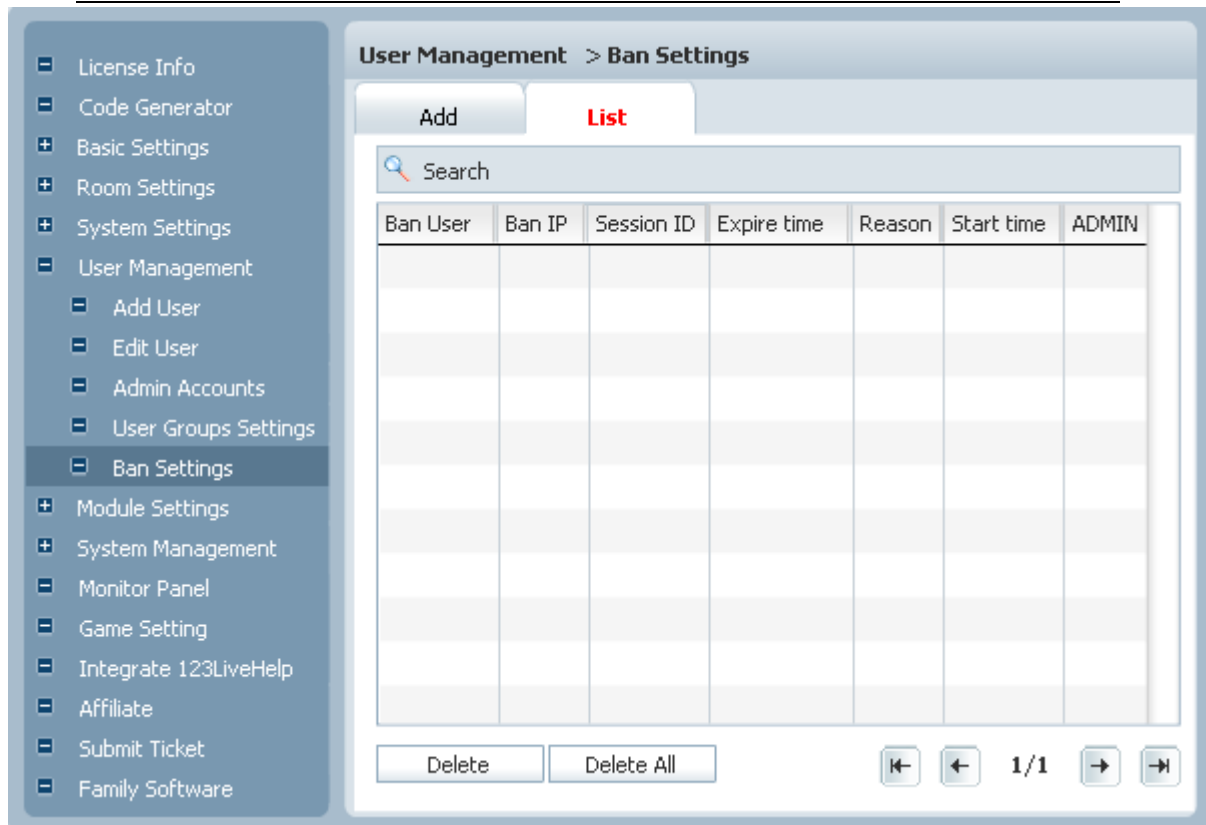 License Info
Code Generator
Basic Settings
Room Settings
System Settings
User Management
Add User
Edit User
Admin Accounts
User Groups Settings
Ban Settings
Module Settings
System Management
Monitor Panel
Game Setting
Integrate 123LiveHelp
Affiliate
Submit Ticket
Family Software
User Management > Ban Settings
Add List
Search
Ban User Ban IP Session ID Expire time Reason Start time ADMIN
Delete Delete All 1/1